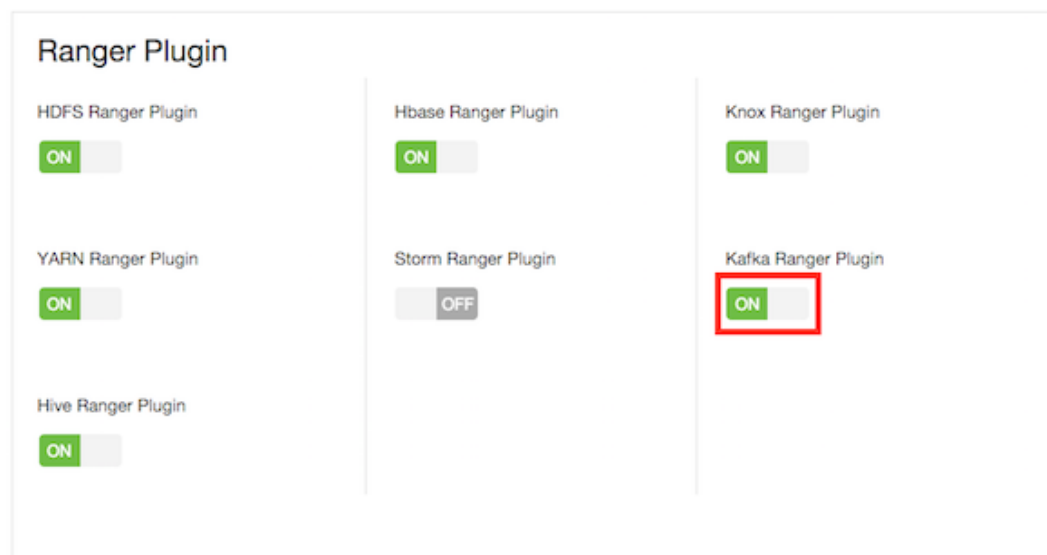 Ranger Plugin
HDFS Ranger Plugin
ON
Hbase Ranger Plugin
ON
Knox Ranger Plugin
ON
YARN Ranger Plugin
ON
Storm Ranger Plugin
OFF
Kafka Ranger Plugin
ON
Hive Ranger Plugin
ON